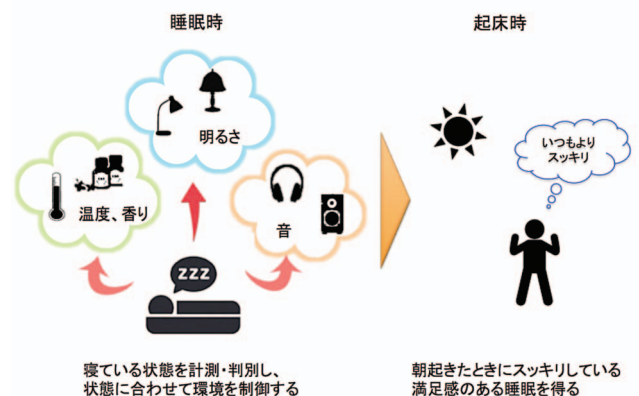 睡眠時
起床時
明るさ
温度、香り
音
zzz
いつもより
スッキリ
寝ている状態を計測・判別し、
状態に合わせて環境を制御する
朝起きたときにスッキリしている
満足感のある睡眠を得る